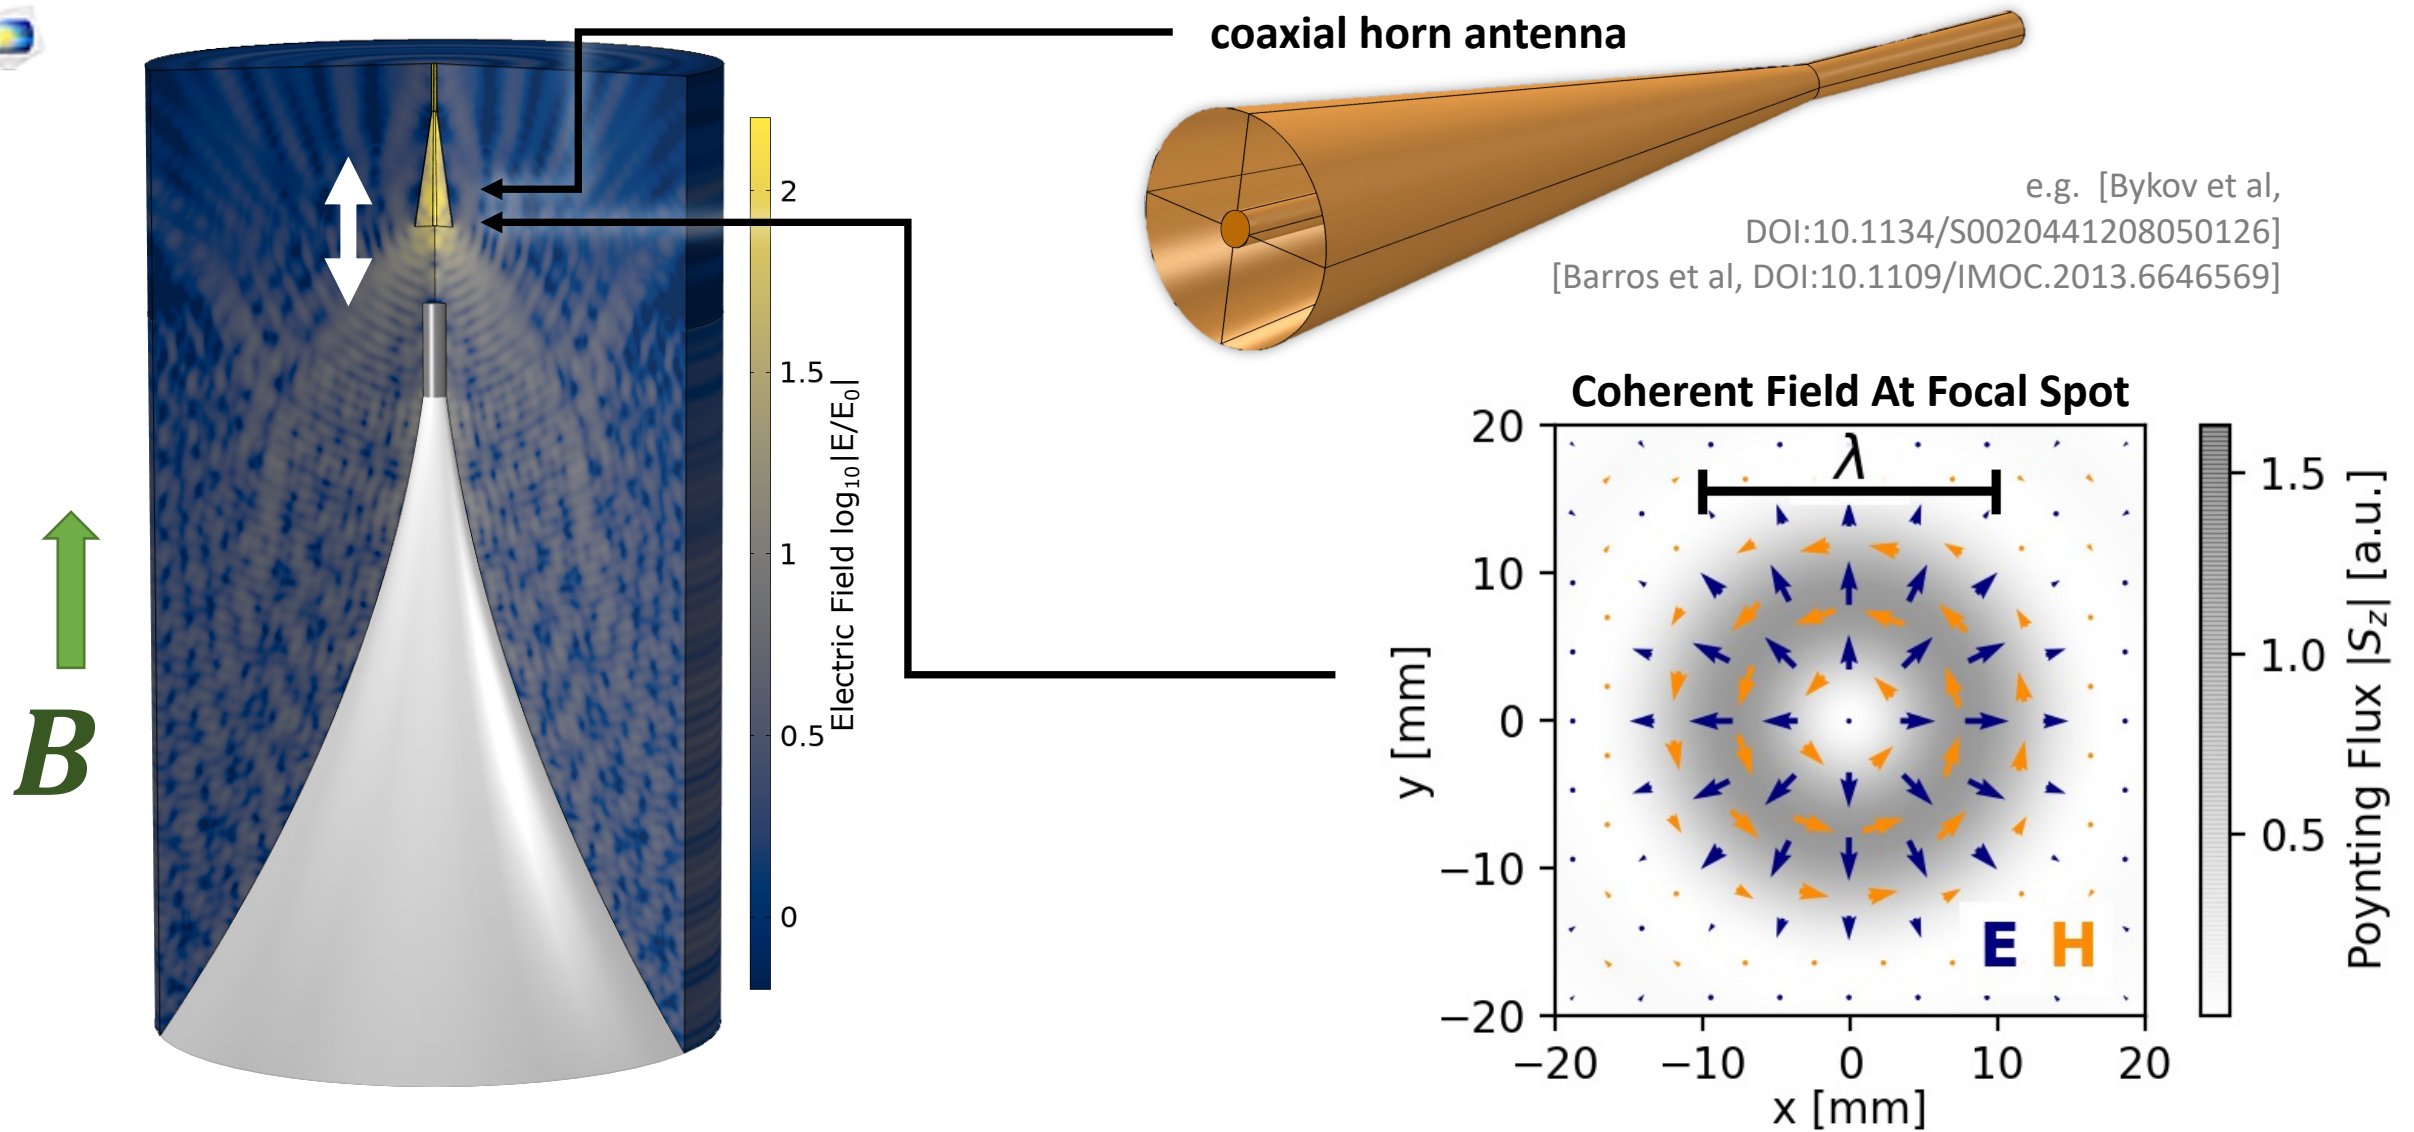 coaxial horn antenna
e.g. [Bykov et al,
DOI:10.1134/S0020441208050126]
[Barros et al, DOI:10.1109/IMOC.2013.6646569]
2
1.5
1
0.5
0
Electric Field log₁₀|E/E₀|
B
Coherent Field At Focal Spot
λ
20
10
0
−10
−20
y [mm]
−20 −10 0 10 20
x [mm]
E H
1.5
1.0
0.5
Poynting Flux |S_z| [a.u.]